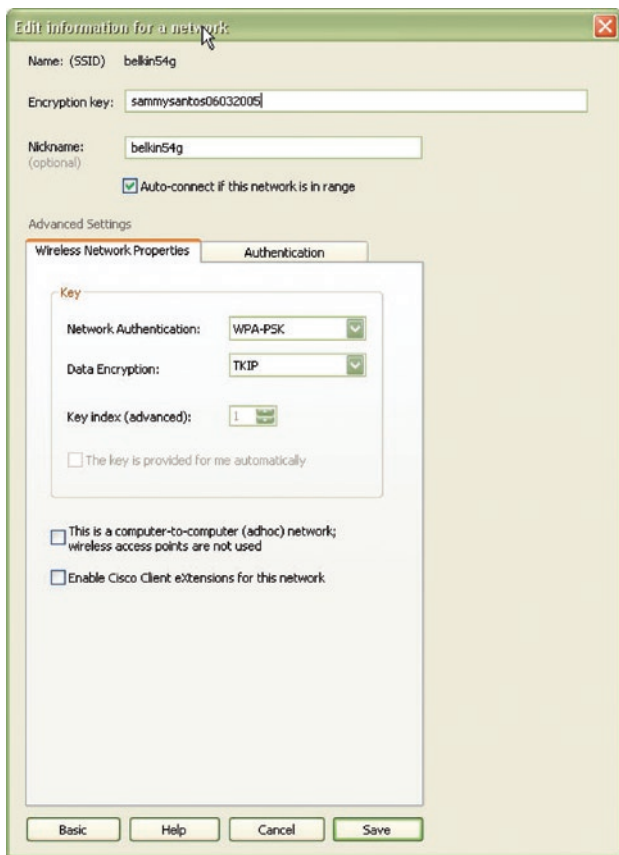 Edit information for a network
Name: (SSID) belkin54g
Encryption key: sammysantos06032005
Nickname: belkin54g
(optional)
Auto-connect if this network is in range
Advanced Settings
Wireless Network Properties Authentication
Key
Network Authentication: WPA-PSK
Data Encryption: TKIP
Key index (advanced): 1
The key is provided for me automatically
This is a computer-to-computer (adhoc) network;
wireless access points are not used
Enable Cisco Client eXtensions for this network
Basic Help Cancel Save